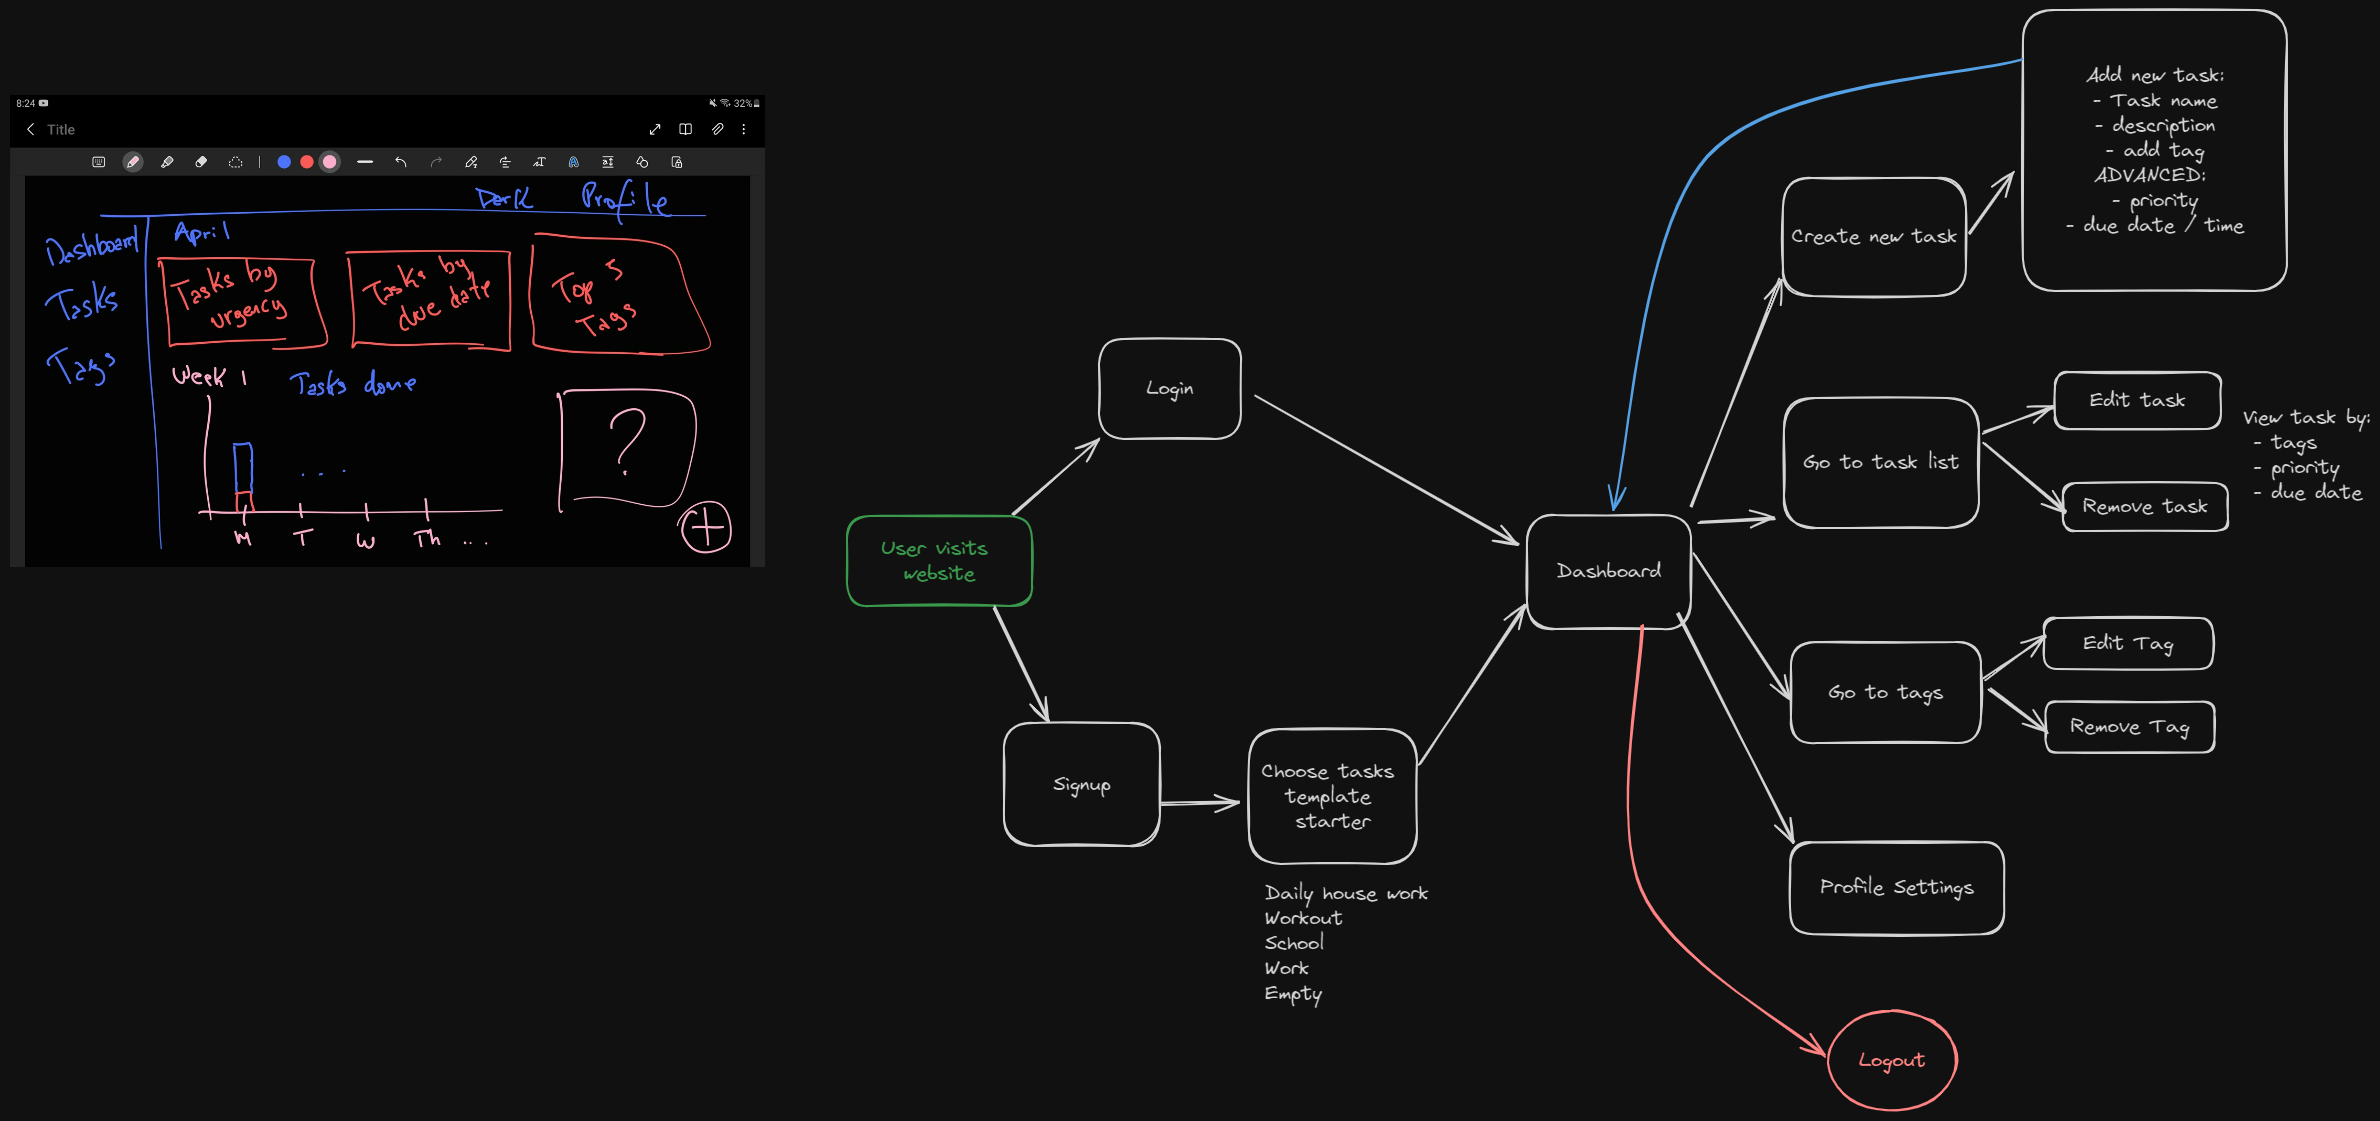 8:24
32%
Title
Dark Profile
Dashboard
Tasks
Tags
April
Tasks by
urgency
Tasks by
due date
Top 5
Tags
Week 1
Tasks done
...
?
+
M T W Th ...
User visits
website
Login
Signup
Choose tasks
template
starter
Daily house work
Workout
School
Work
Empty
Dashboard
Create new task
Add new task:
- Task name
- description
- add tag
ADVANCED:
- priority
- due date / time
Go to task list
Edit task
Remove task
View task by:
- tags
- priority
- due date
Go to tags
Edit Tag
Remove Tag
Profile Settings
Logout